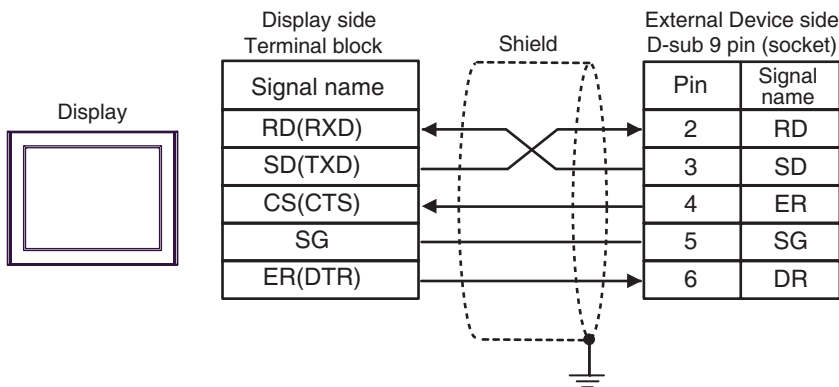 Display side
Terminal block
Shield
External Device side
D-sub 9 pin (socket)
Display
Signal name
Pin
Signal
name
RD(RXD)
2
RD
SD(TXD)
3
SD
CS(CTS)
4
ER
SG
5
SG
ER(DTR)
6
DR